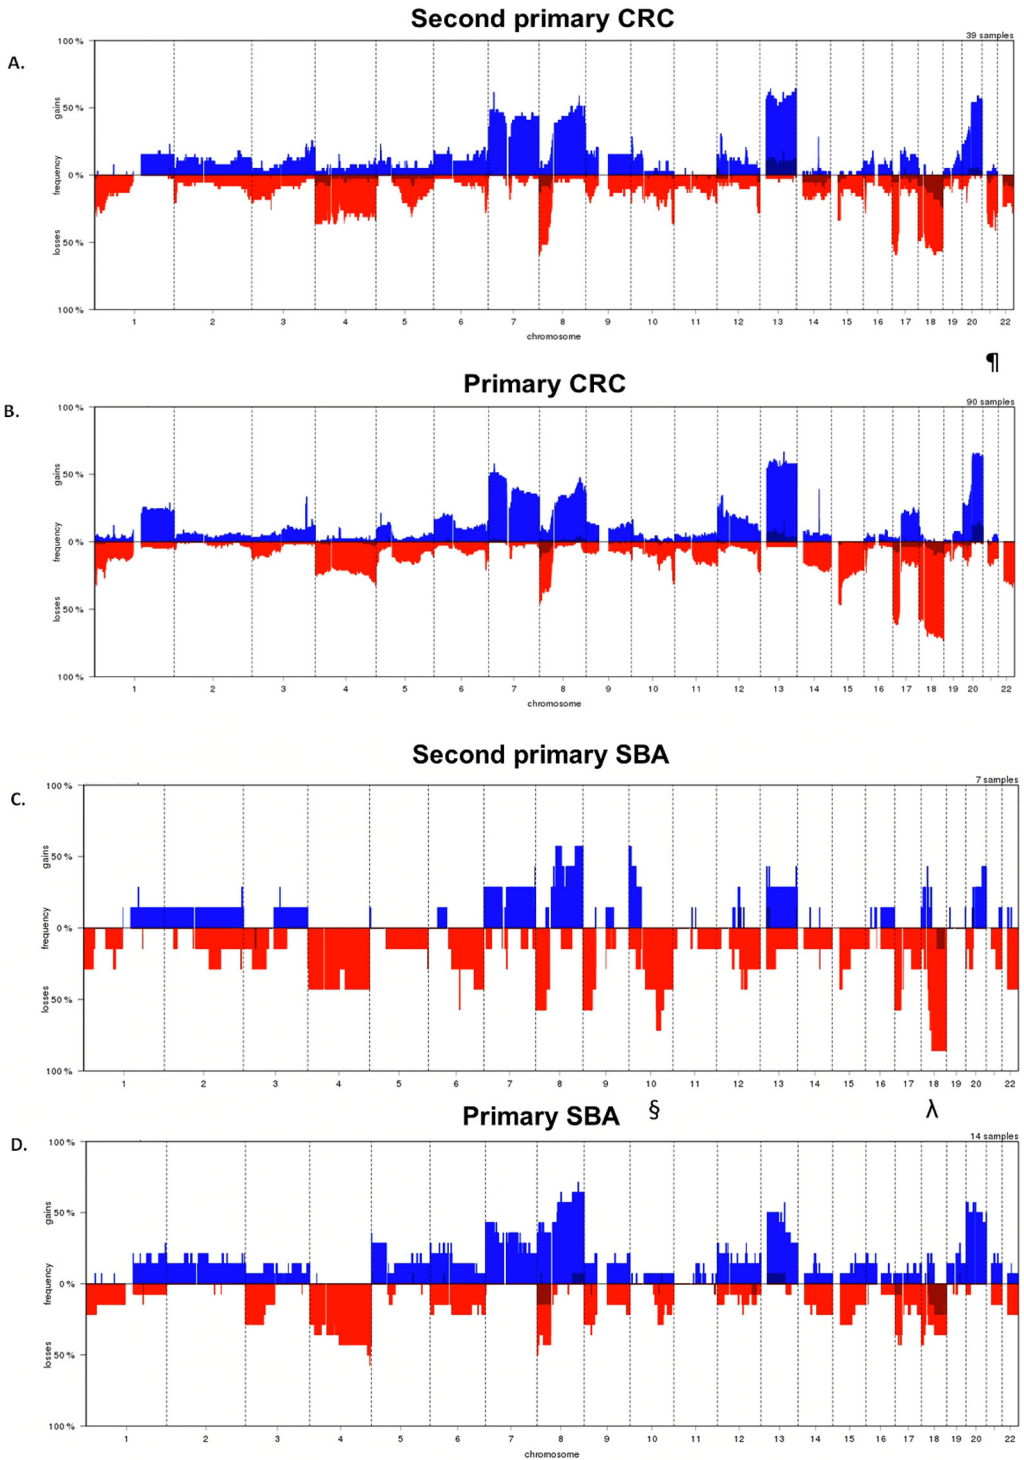 Second primary CRC
39 samples
A.
100 %
50 %
0 %
50 %
100 %
gains
frequency
losses
1 2 3 4 5 6 7 8 9 10 11 12 13 14 15 16 17 18 19 20 22
chromosome
¶
Primary CRC
90 samples
B.
100 %
50 %
0 %
50 %
100 %
gains
frequency
losses
1 2 3 4 5 6 7 8 9 10 11 12 13 14 15 16 17 18 19 20 22
chromosome
Second primary SBA
7 samples
C.
100 %
50 %
0 %
50 %
100 %
gains
frequency
losses
1 2 3 4 5 6 7 8 9 10 11 12 13 14 15 16 17 18 19 20 22
§ λ
Primary SBA
14 samples
D.
100 %
50 %
0 %
50 %
100 %
gains
frequency
losses
1 2 3 4 5 6 7 8 9 10 11 12 13 14 15 16 17 18 19 20 22
chromosome